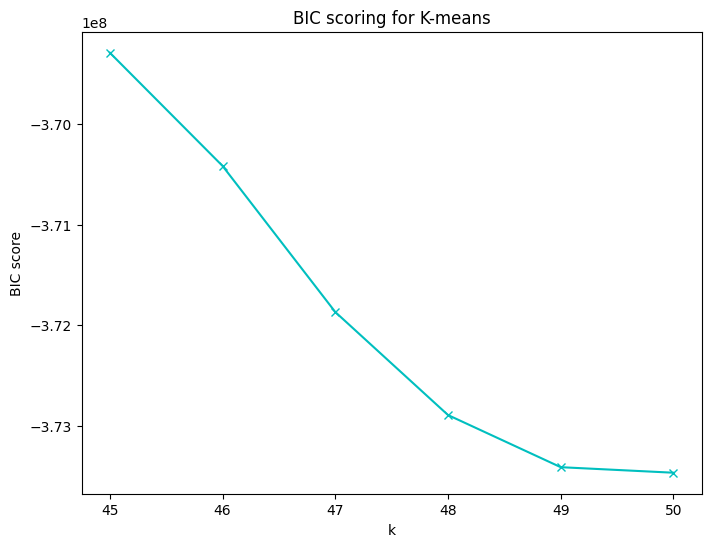 BIC scoring for K-means
1e8
−3.70
−3.71
−3.72
−3.73
BIC score
45 46 47 48 49 50
k